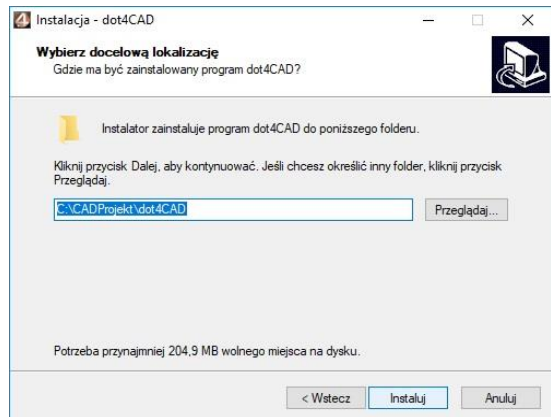 Instalacja - dot4CAD
Wybierz docelową lokalizację
Gdzie ma być zainstalowany program dot4CAD?
Instalator zainstaluje program dot4CAD do poniższego folderu.
Kliknij przycisk Dalej, aby kontynuować. Jeśli chcesz określić inny folder, kliknij przycisk
Przeglądaj.
C:\CADProjekt\dot4CAD
Przeglądaj...
Potrzeba przynajmniej 204,9 MB wolnego miejsca na dysku.
< Wstecz
Instaluj
Anuluj